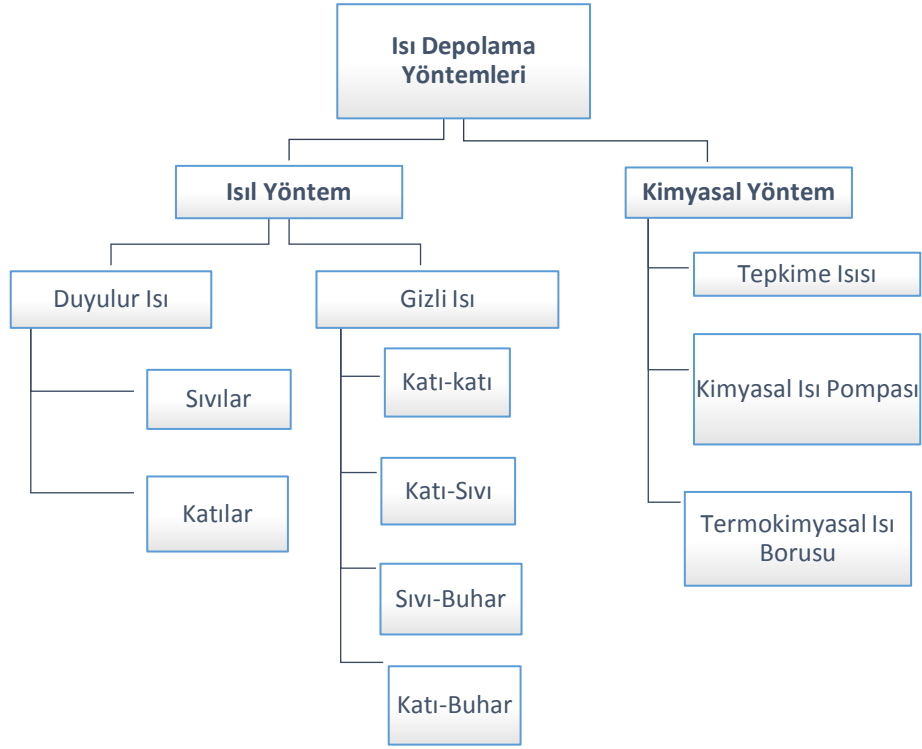 Isı Depolama
Yöntemleri
Isıl Yöntem
Kimyasal Yöntem
Duyulur Isı
Gizli Isı
Tepkime Isısı
Sıvılar
Katı-katı
Kimyasal Isı Pompası
Katılar
Katı-Sıvı
Termokimyasal Isı
Borusu
Sıvı-Buhar
Katı-Buhar